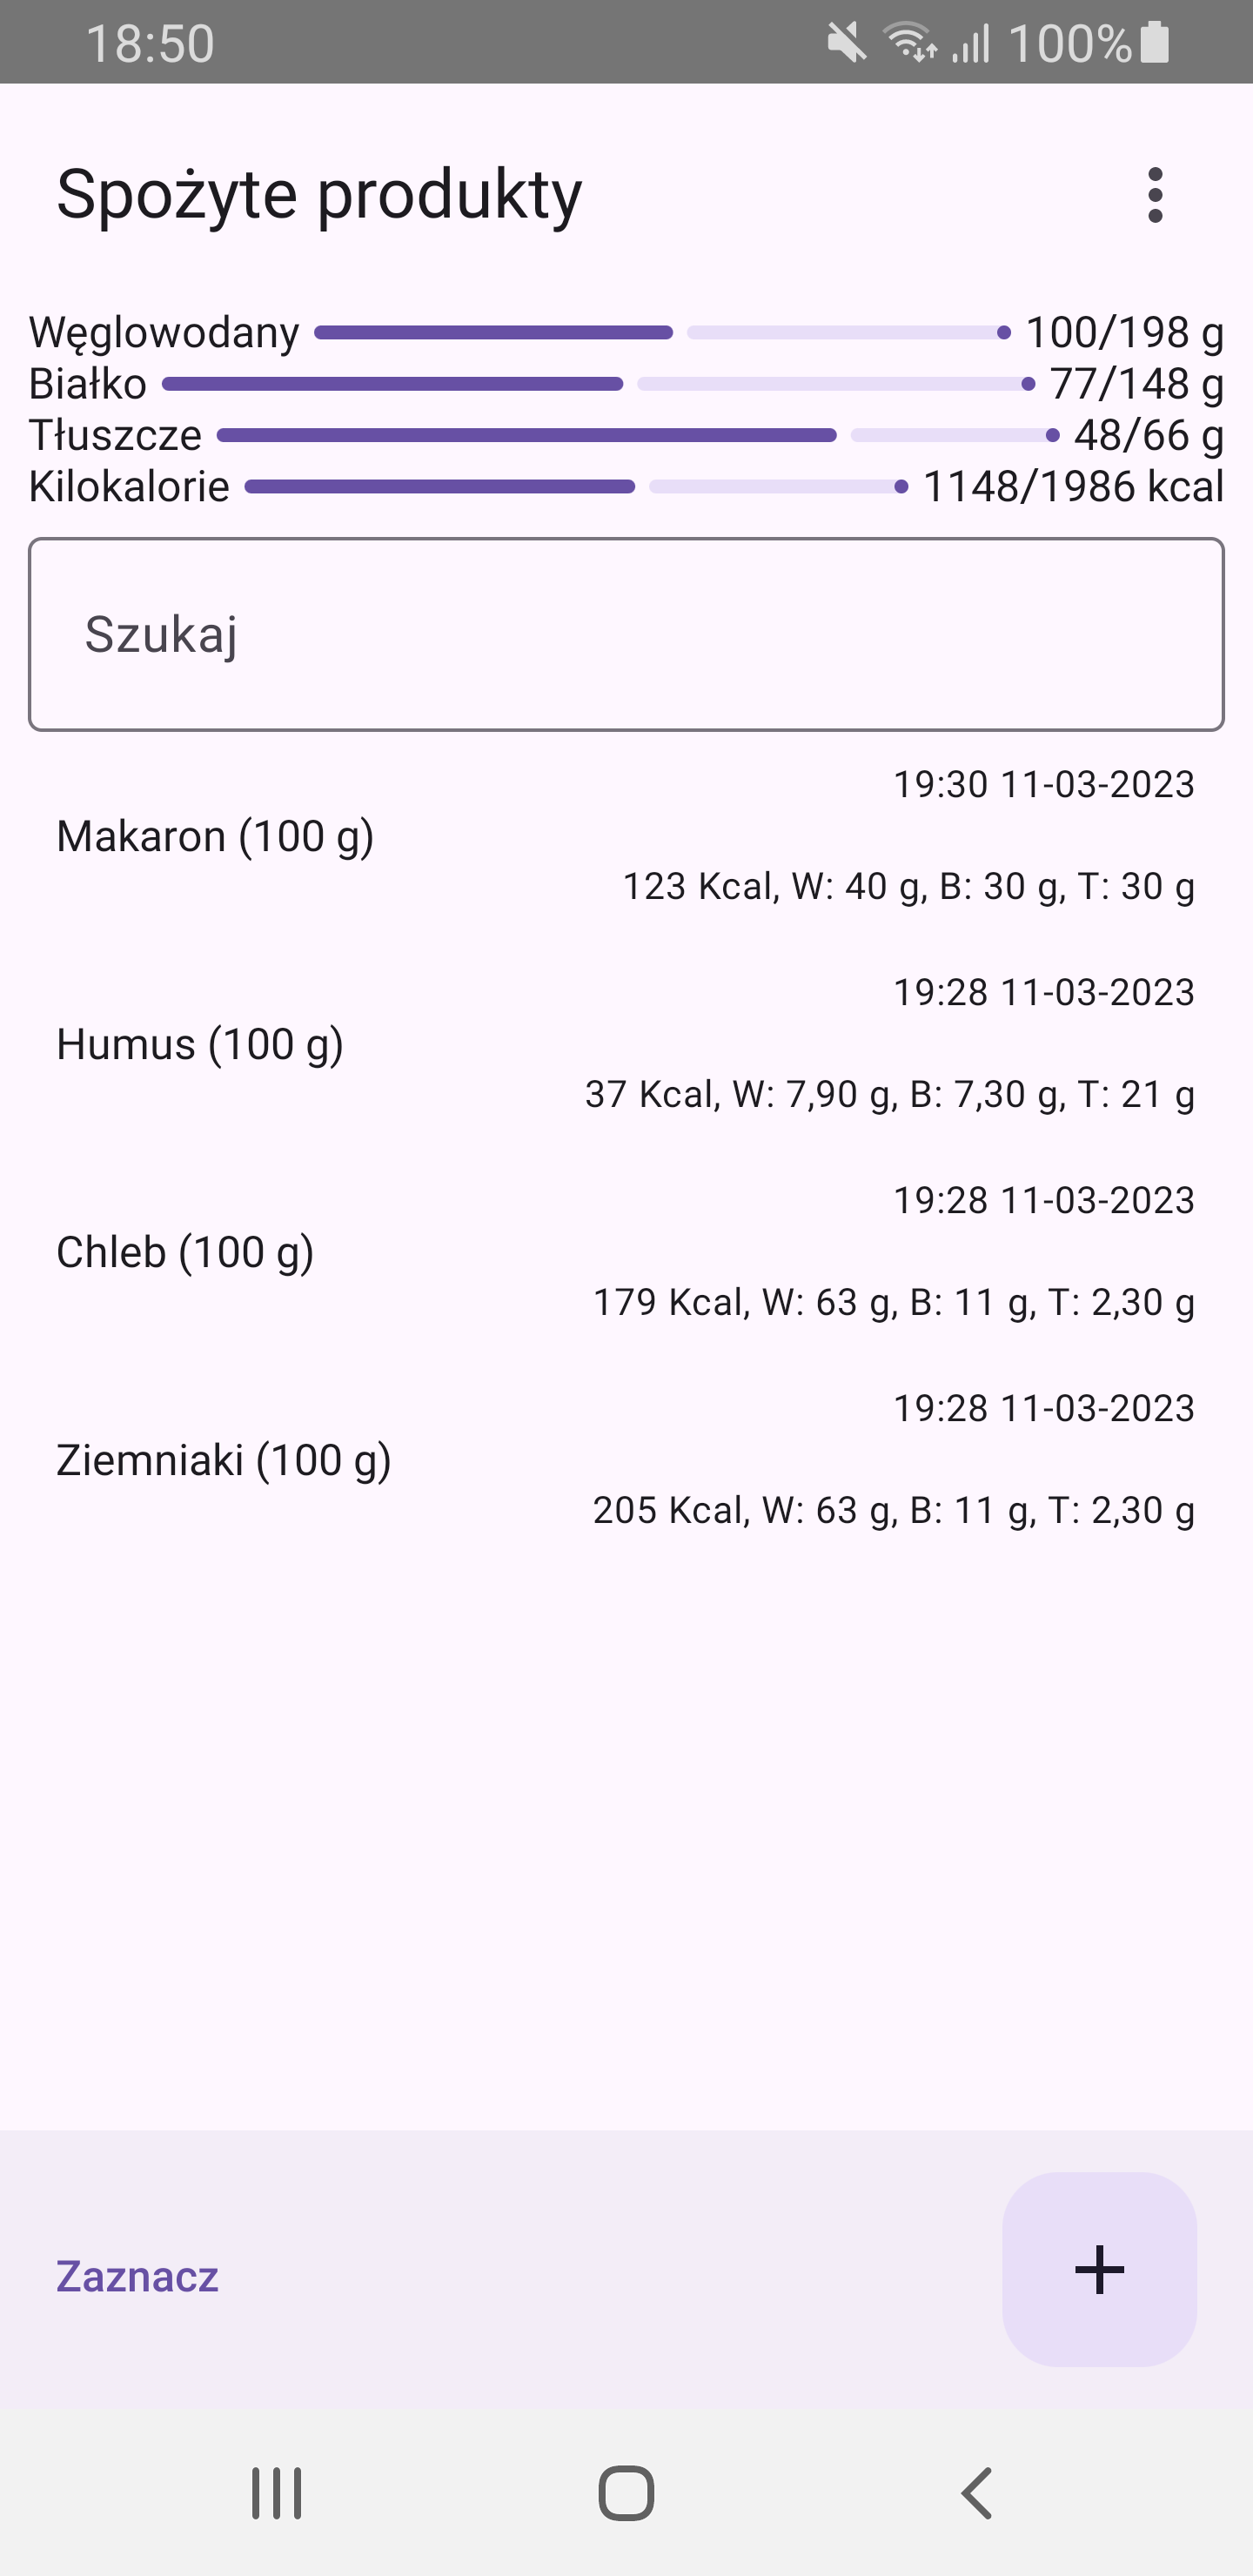 18:50 100%
Spożyte produkty
Węglowodany 100/198 g
Białko 77/148 g
Tłuszcze 48/66 g
Kilokalorie 1148/1986 kcal
Szukaj
19:30 11-03-2023
Makaron (100 g)
123 Kcal, W: 40 g, B: 30 g, T: 30 g
19:28 11-03-2023
Humus (100 g)
37 Kcal, W: 7,90 g, B: 7,30 g, T: 21 g
19:28 11-03-2023
Chleb (100 g)
179 Kcal, W: 63 g, B: 11 g, T: 2,30 g
19:28 11-03-2023
Ziemniaki (100 g)
205 Kcal, W: 63 g, B: 11 g, T: 2,30 g
Zaznacz